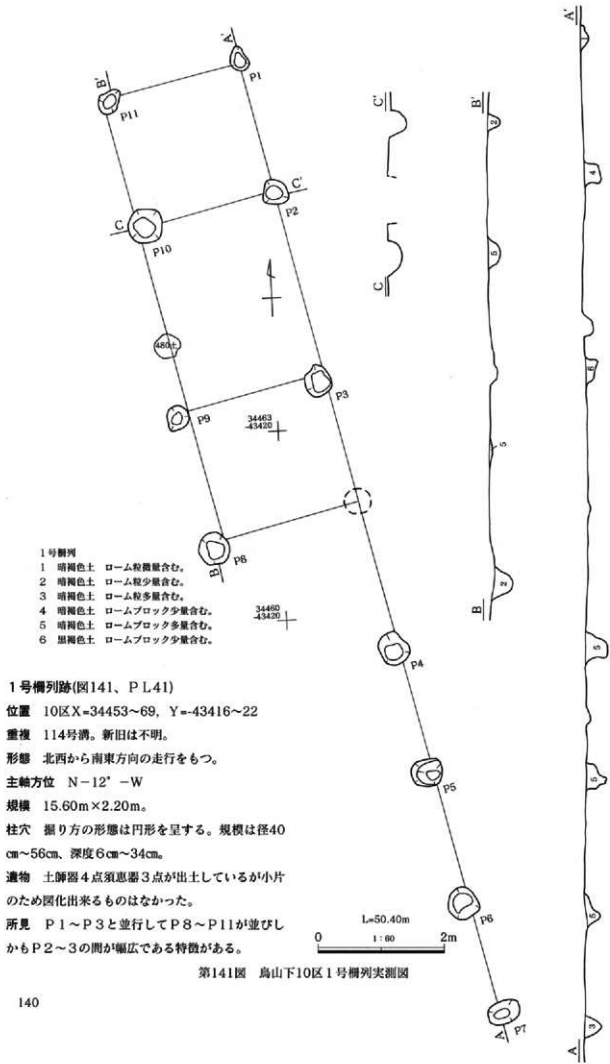 A'
P1
B'
P11
C'
P2
C
P10
480土
P3
P9
34463
-43420
P8
B
34460
-43420
P4
P5
P6
A
P7
C'
C
B'
2
5
5
2
B
A'
4
6
5
5
5
3
A
1号柵列
1 暗褐色土 ローム粒微量含む。
2 暗褐色土 ローム粒少量含む。
3 暗褐色土 ローム粒多量含む。
4 暗褐色土 ロームブロック少量含む。
5 暗褐色土 ロームブロック多量含む。
6 黒褐色土 ロームブロック少量含む。
1号柵列跡(図141、PL41)
位置 10区X=34453~69, Y=-43416~22
重複 114号溝。新旧は不明。
形態 北西から南東方向の走行をもつ。
主軸方位 N-12°-W
規模 15.60m×2.20m。
柱穴 掘り方の形態は円形を呈する。規模は径40
cm~56cm、深度6cm~34cm。
遺物 土師器4点須恵器3点が出土しているが小片
のため図化出来るものはなかった。
所見 P1~P3と並行してP8~P11が並びし
かもP2~3の間が幅広である特徴がある。
L=50.40m
0 1:60 2m
第141図 鳥山下10区1号柵列実測図
140